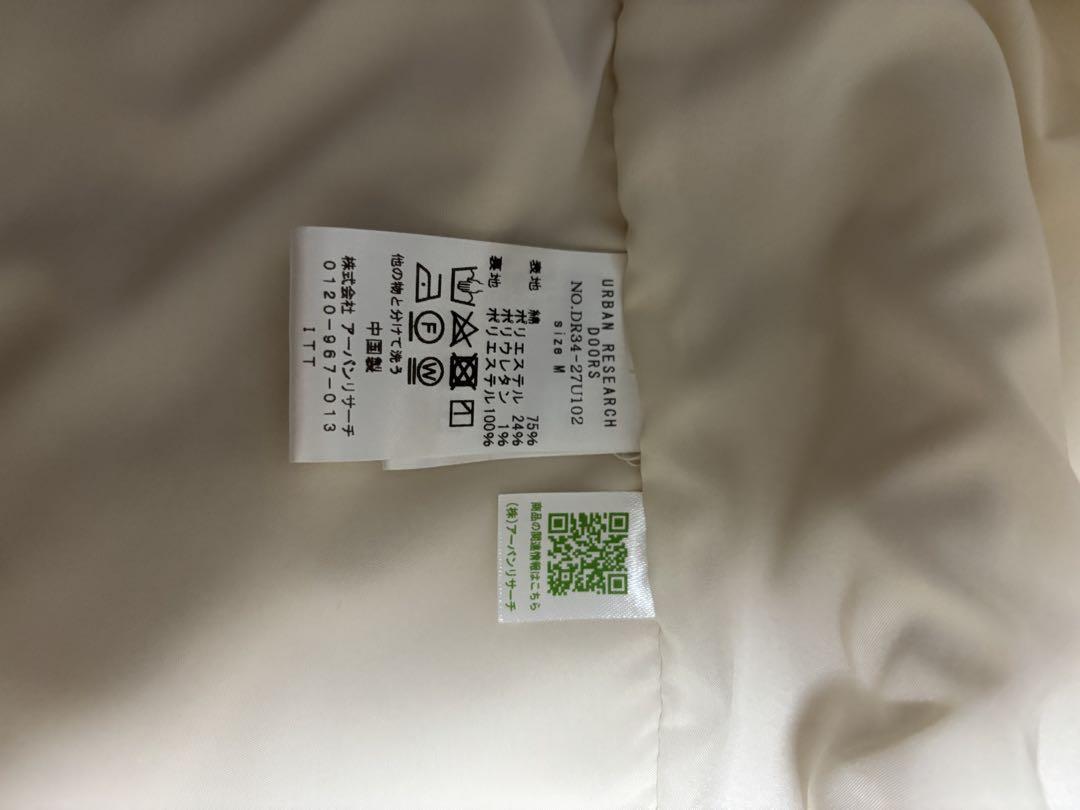 URBAN RESEARCH
DOORS
NO.DR34-27U102
size M
表地 綿 75%
ポリエステル 24%
ポリウレタン 1%
裏地 ポリエステル100%
F W
他の物と分けて洗う
中国製
株式会社 アーバンリサーチ
0120-967-013
ITT
商品の関連情報はこちら
(株)アーバンリサーチ